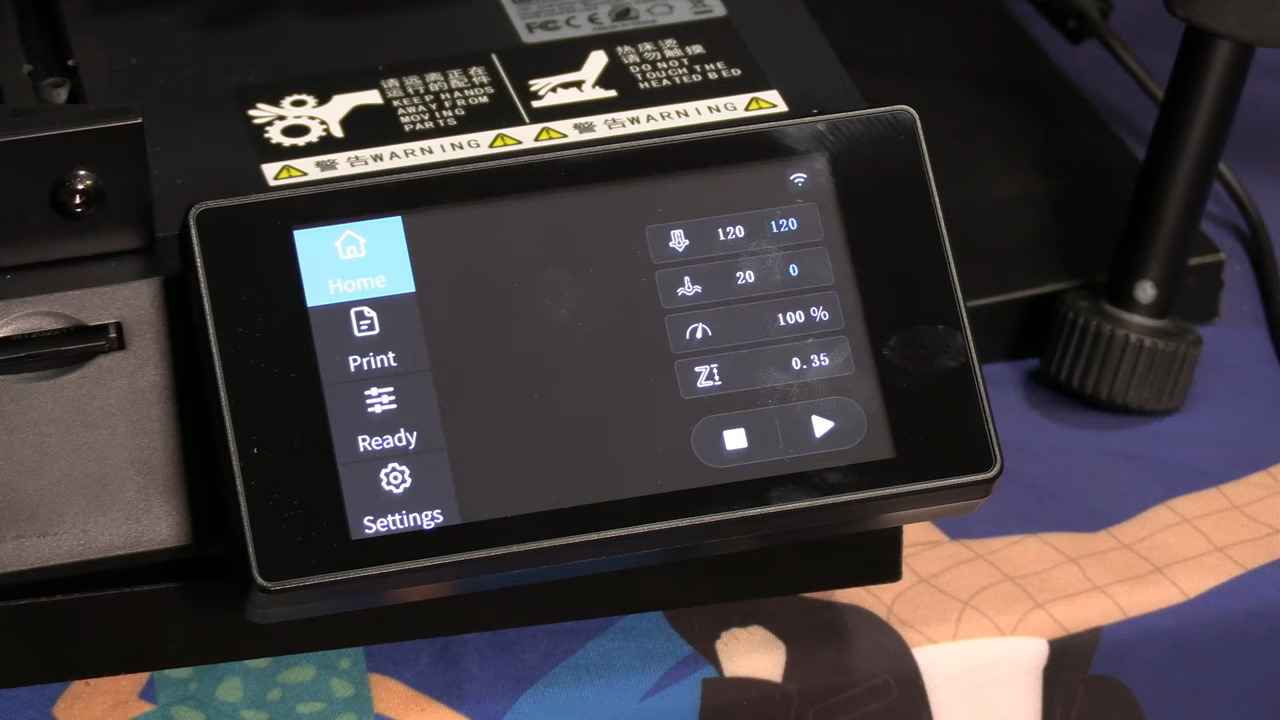 FC CE
请远离正在
运行的配件
KEEP HANDS
AWAY FROM
MOVING
PARTS
热床烫
请勿触摸
DO NOT
TOUCH THE
HEATED BED
警告WARNING
警告WARNING
Home
Print
Ready
Settings
120 120
20 0
100 %
Z 0.35